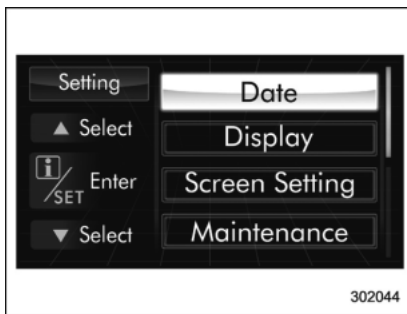 Setting
Date
▲ Select
Display
i/SET Enter
Screen Setting
▼ Select
Maintenance
302044